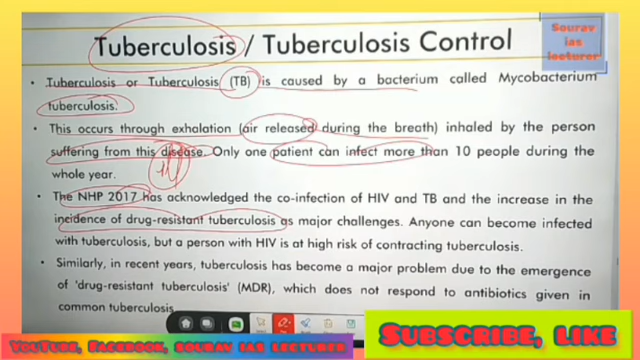 Sourav
ias
lecturer
Tuberculosis / Tuberculosis Control
• Tuberculosis or Tuberculosis (TB) is caused by a bacterium called Mycobacterium
tuberculosis.
• This occurs through exhalation (air released during the breath) inhaled by the person
suffering from this disease. Only one patient can infect more than 10 people during the
whole year.
• The NHP 2017 has acknowledged the co-infection of HIV and TB and the increase in the
incidence of drug-resistant tuberculosis as major challenges. Anyone can become infected
with tuberculosis, but a person with HIV is at high risk of contracting tuberculosis.
• Similarly, in recent years, tuberculosis has become a major problem due to the emergence
of 'drug-resistant tuberculosis' (MDR), which does not respond to antibiotics given in
common tuberculosis
YouTube, Facebook, sourav ias lecturer
Subscribe, like